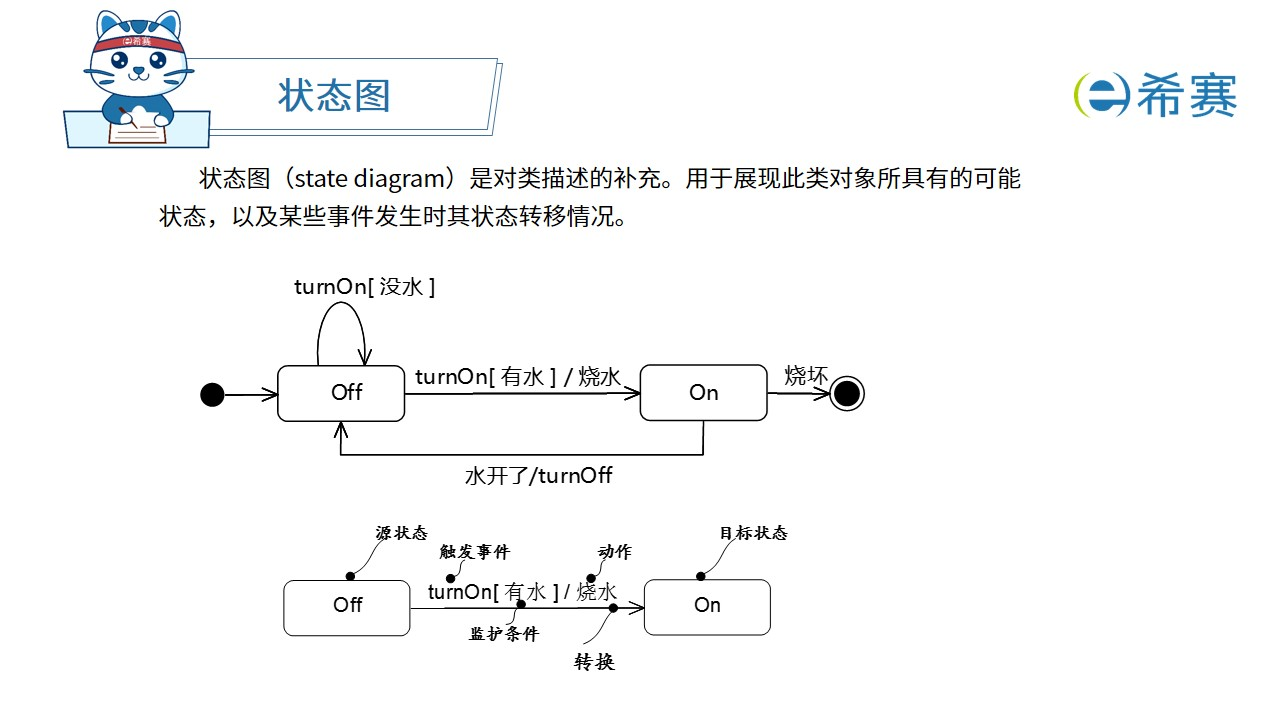 希赛
状态图
希赛
状态图（state diagram）是对类描述的补充。用于展现此类对象所具有的可能
状态，以及某些事件发生时其状态转移情况。
turnOn[ 没水 ]
Off
turnOn[ 有水 ] / 烧水
On
烧坏
水开了/turnOff
源状态
触发事件
动作
目标状态
Off
turnOn[ 有水 ] / 烧水
On
监护条件
转换